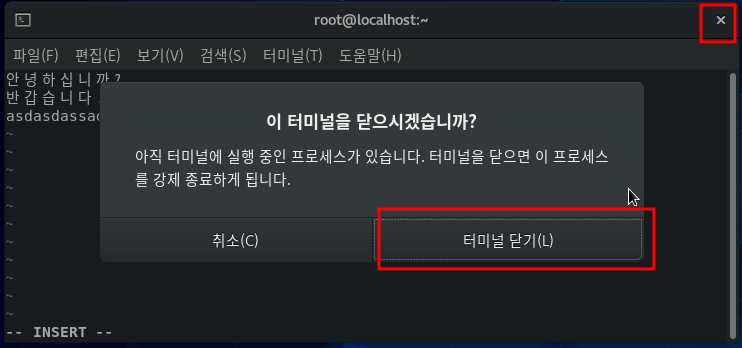 root@localhost:~
×
파일(F) 편집(E) 보기(V) 검색(S) 터미널(T) 도움말(H)
안녕하십니까?
반갑습니다.
asdasdassad
이 터미널을 닫으시겠습니까?
아직 터미널에 실행 중인 프로세스가 있습니다. 터미널을 닫으면 이 프로세스
를 강제 종료하게 됩니다.
취소(C) 터미널 닫기(L)
~
~
~
~
~
~
~
~
~
~
~
-- INSERT --